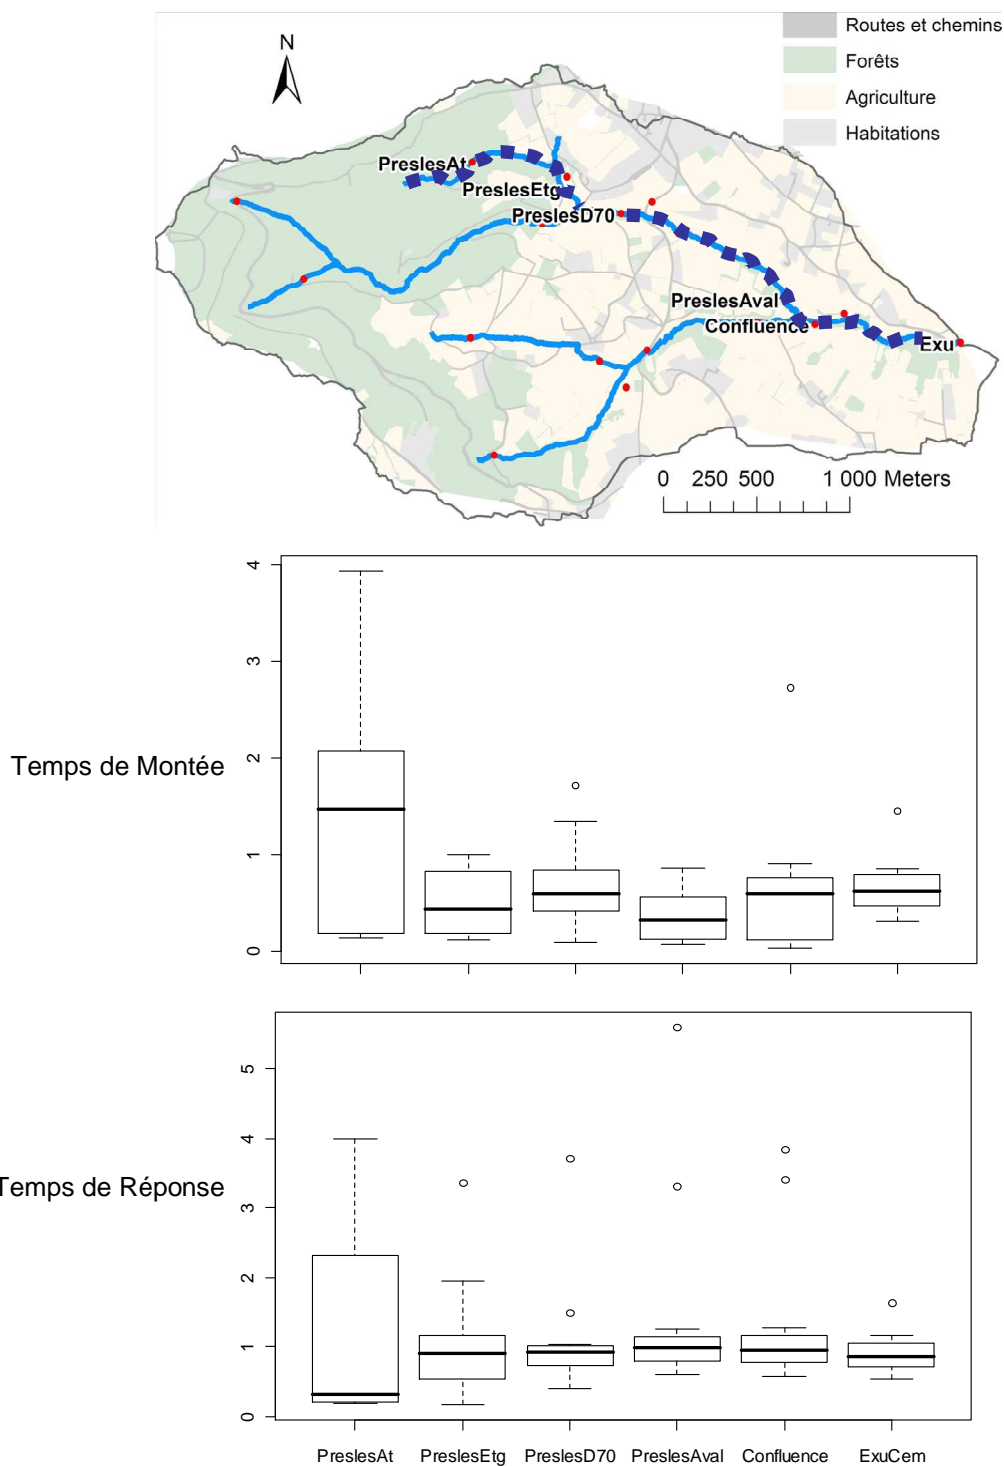 Routes et chemins
Forêts
Agriculture
Habitations
N
PreslesAt
PreslesEtg
PreslesD70
PreslesAval
Confluence
Exu
0 250 500 1 000 Meters
4
3
2
1
0
Temps de Montée
5
4
3
2
1
0
Temps de Réponse
PreslesAt PreslesEtg PreslesD70 PreslesAval Confluence ExuCem